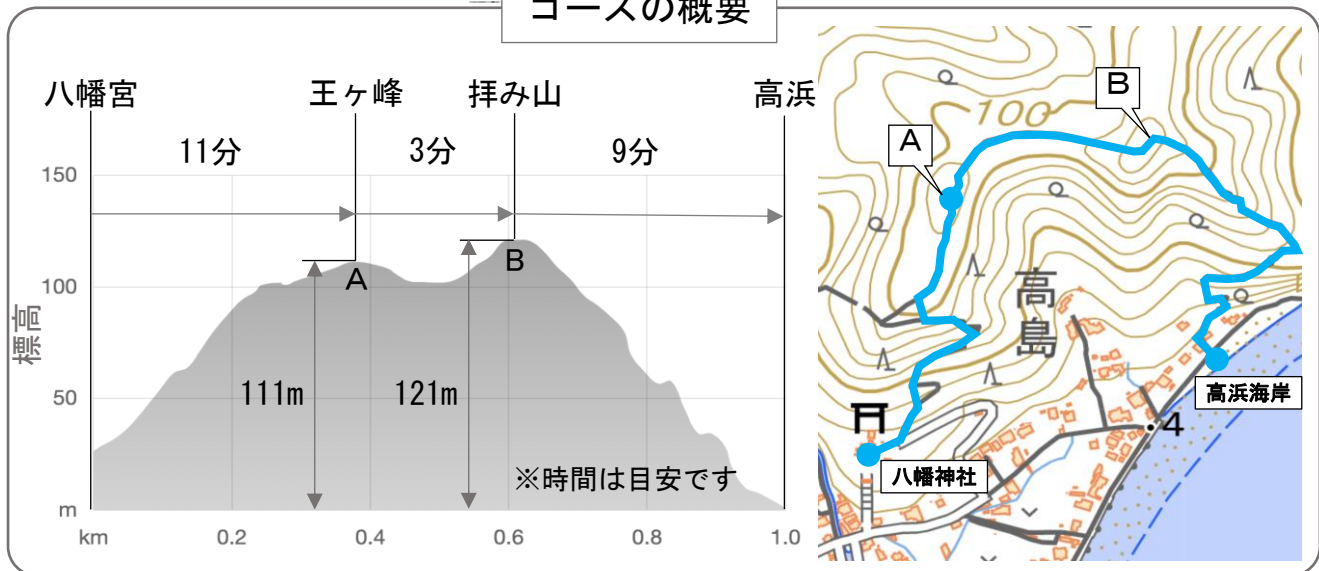 コースの概要
八幡宮
王ヶ峰
拝み山
高浜
11分
3分
9分
150
100
50
m
標高
A
B
111m
121m
※時間は目安です
km
0.2
0.4
0.6
0.8
1.0
B
A
100
高島
高浜海岸
4
八幡神社